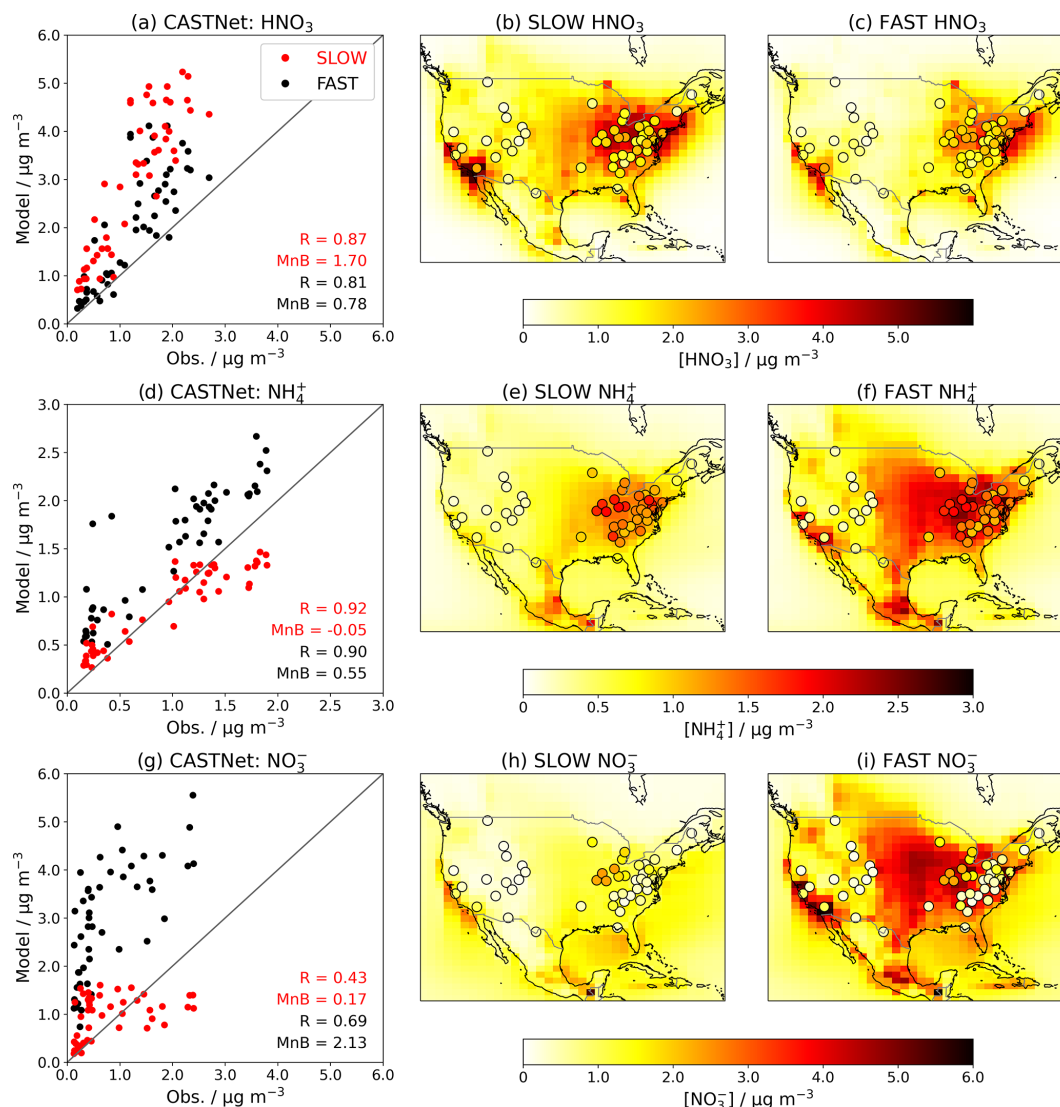 (a) CASTNet: HNO₃
(b) SLOW HNO₃
(c) FAST HNO₃
6.0
5.0
4.0
3.0
2.0
1.0
0.0
Model / μg m⁻³
SLOW
FAST
R = 0.87
MnB = 1.70
R = 0.81
MnB = 0.78
0.0 1.0 2.0 3.0 4.0 5.0 6.0
Obs. / μg m⁻³
0 1.0 2.0 3.0 4.0 5.0
[HNO₃] / μg m⁻³
(d) CASTNet: NH₄⁺
(e) SLOW NH₄⁺
(f) FAST NH₄⁺
3.0
2.5
2.0
1.5
1.0
0.5
0.0
Model / μg m⁻³
R = 0.92
MnB = -0.05
R = 0.90
MnB = 0.55
0.0 0.5 1.0 1.5 2.0 2.5 3.0
Obs. / μg m⁻³
0 0.5 1.0 1.5 2.0 2.5 3.0
[NH₄⁺] / μg m⁻³
(g) CASTNet: NO₃⁻
(h) SLOW NO₃⁻
(i) FAST NO₃⁻
6.0
5.0
4.0
3.0
2.0
1.0
0.0
Model / μg m⁻³
R = 0.43
MnB = 0.17
R = 0.69
MnB = 2.13
0.0 1.0 2.0 3.0 4.0 5.0 6.0
Obs. / μg m⁻³
0 1.0 2.0 3.0 4.0 5.0 6.0
[NO₃⁻] / μg m⁻³